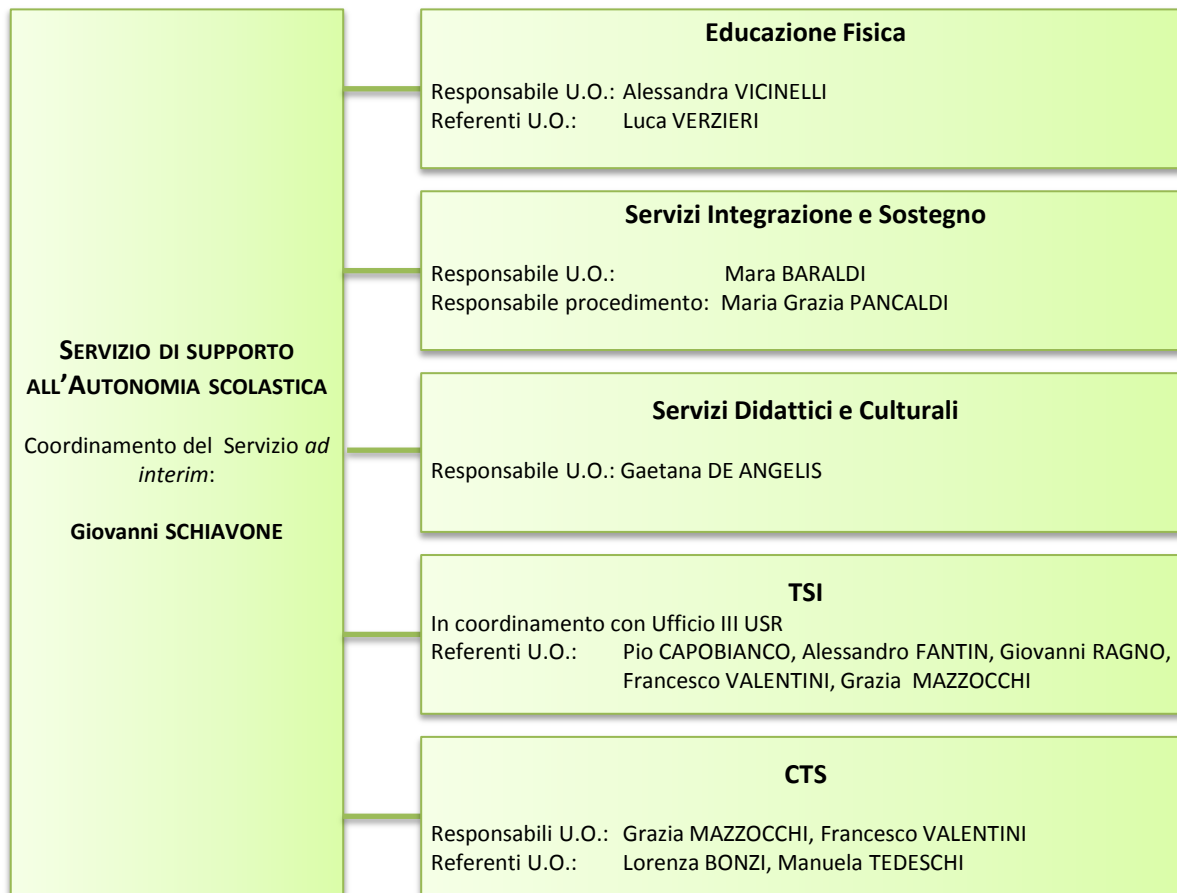 SERVIZIO DI SUPPORTO
ALL'AUTONOMIA SCOLASTICA
Coordinamento del Servizio ad
interim:
Giovanni SCHIAVONE
Educazione Fisica
Responsabile U.O.: Alessandra VICINELLI
Referenti U.O.: Luca VERZIERI
Servizi Integrazione e Sostegno
Responsabile U.O.: Mara BARALDI
Responsabile procedimento: Maria Grazia PANCALDI
Servizi Didattici e Culturali
Responsabile U.O.: Gaetana DE ANGELIS
TSI
In coordinamento con Ufficio III USR
Referenti U.O.: Pio CAPOBIANCO, Alessandro FANTIN, Giovanni RAGNO,
Francesco VALENTINI, Grazia MAZZOCCHI
CTS
Responsabili U.O.: Grazia MAZZOCCHI, Francesco VALENTINI
Referenti U.O.: Lorenza BONZI, Manuela TEDESCHI